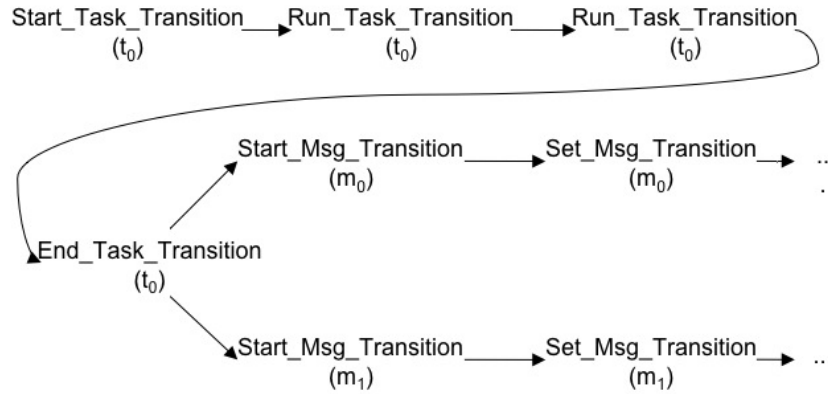 Start_Task_Transition Run_Task_Transition Run_Task_Transition
(t₀) (t₀) (t₀)
Start_Msg_Transition Set_Msg_Transition ..
(m₀) (m₀) .
End_Task_Transition
(t₀)
Start_Msg_Transition Set_Msg_Transition ..
(m₁) (m₁)